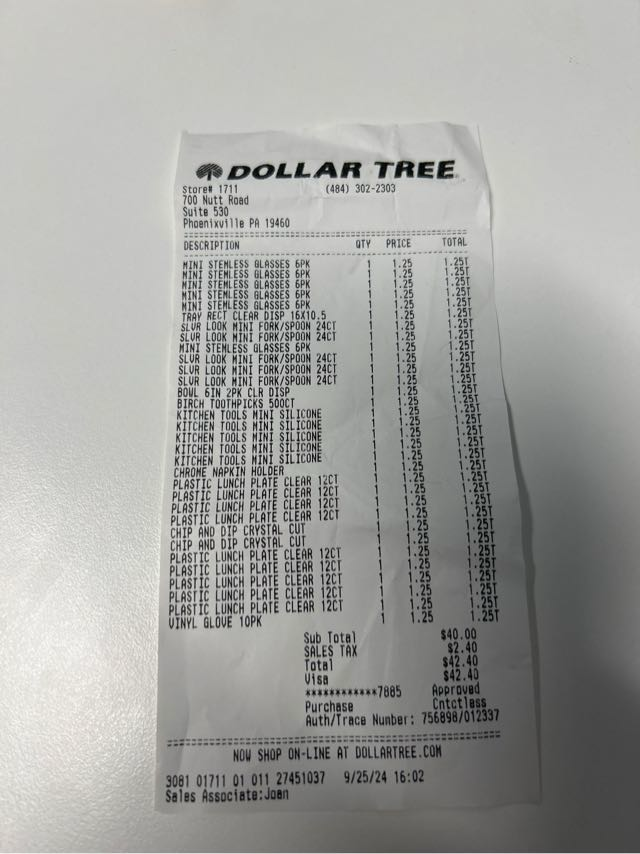 DOLLAR TREE
Store# 1711 (484) 302-2303
700 Nutt Road
Suite 530
Phoenixville PA 19460
DESCRIPTION QTY PRICE TOTAL
MINI STEMLESS GLASSES 6PK 1 1.25 1.25T
MINI STEMLESS GLASSES 6PK 1 1.25 1.25T
MINI STEMLESS GLASSES 6PK 1 1.25 1.25T
MINI STEMLESS GLASSES 6PK 1 1.25 1.25T
MINI STEMLESS GLASSES 6PK 1 1.25 1.25T
TRAY RECT CLEAR DISP 16X10.5 1 1.25 1.25T
SLVR LOOK MINI FORK/SPOON 24CT 1 1.25 1.25T
SLVR LOOK MINI FORK/SPOON 24CT 1 1.25 1.25T
MINI STEMLESS GLASSES 6PK 1 1.25 1.25T
SLVR LOOK MINI FORK/SPOON 24CT 1 1.25 1.25T
SLVR LOOK MINI FORK/SPOON 24CT 1 1.25 1.25T
SLVR LOOK MINI FORK/SPOON 24CT 1 1.25 1.25T
BOWL 6IN 2PK CLR DISP 1 1.25 1.25T
BIRCH TOOTHPICKS 500CT 1 1.25 1.25T
KITCHEN TOOLS MINI SILICONE 1 1.25 1.25T
KITCHEN TOOLS MINI SILICONE 1 1.25 1.25T
KITCHEN TOOLS MINI SILICONE 1 1.25 1.25T
KITCHEN TOOLS MINI SILICONE 1 1.25 1.25T
KITCHEN TOOLS MINI SILICONE 1 1.25 1.25T
CHROME NAPKIN HOLDER 1 1.25 1.25T
PLASTIC LUNCH PLATE CLEAR 12CT 1 1.25 1.25T
PLASTIC LUNCH PLATE CLEAR 12CT 1 1.25 1.25T
PLASTIC LUNCH PLATE CLEAR 12CT 1 1.25 1.25T
PLASTIC LUNCH PLATE CLEAR 12CT 1 1.25 1.25T
CHIP AND DIP CRYSTAL CUT 1 1.25 1.25T
CHIP AND DIP CRYSTAL CUT 1 1.25 1.25T
PLASTIC LUNCH PLATE CLEAR 12CT 1 1.25 1.25T
PLASTIC LUNCH PLATE CLEAR 12CT 1 1.25 1.25T
PLASTIC LUNCH PLATE CLEAR 12CT 1 1.25 1.25T
PLASTIC LUNCH PLATE CLEAR 12CT 1 1.25 1.25T
PLASTIC LUNCH PLATE CLEAR 12CT 1 1.25 1.25T
VINYL GLOVE 10PK 1 1.25 1.25T
Sub Total $40.00
SALES TAX $2.40
Total $42.40
Visa $42.40
************7885 Approved
Purchase Cntctless
Auth/Trace Number: 756898/012337
NOW SHOP ON-LINE AT DOLLARTREE.COM
3081 01711 01 011 27451037 9/25/24 16:02
Sales Associate:Joan